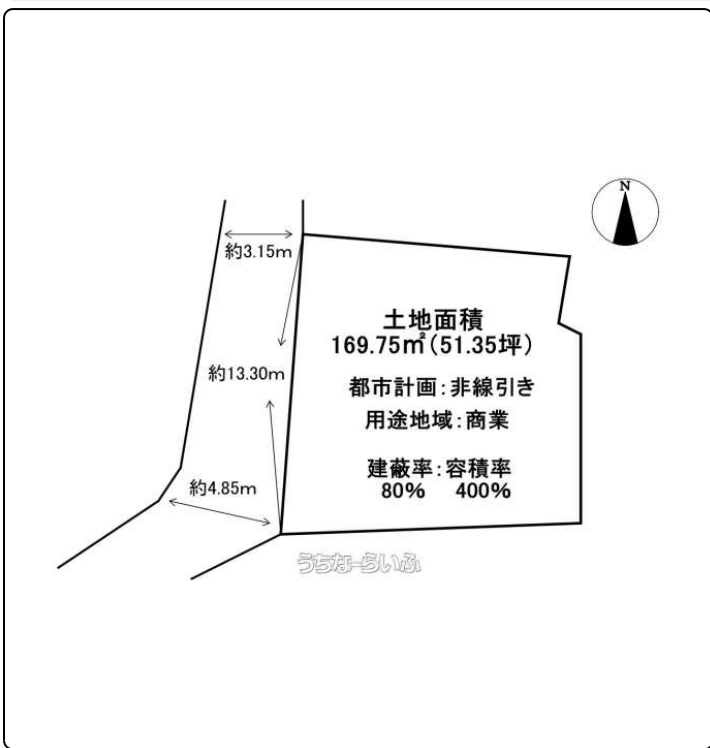 N
約3.15m
土地面積
169.75㎡(51.35坪)
約13.30m
都市計画:非線引き
用途地域:商業
建蔽率:容積率
80% 400%
約4.85m
うちなーらいふ